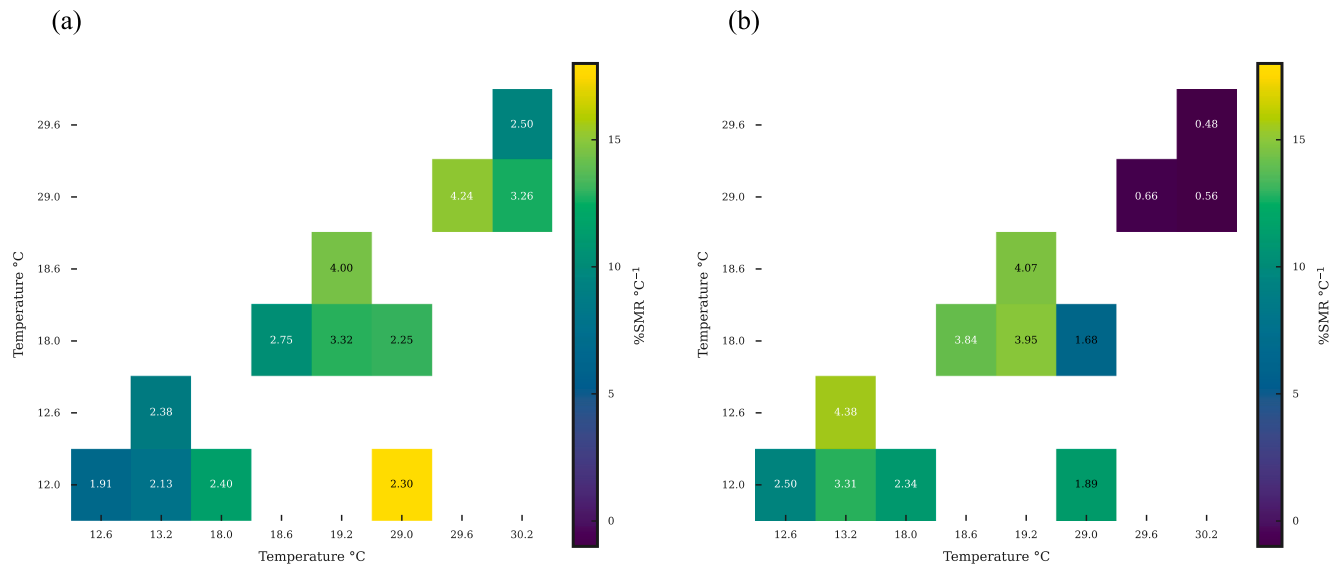 (a)
29.6
29.0
18.6
18.0
12.6
12.0
Temperature °C
2.50
4.24 3.26
4.00
2.75 3.32 2.25
2.38
1.91 2.13 2.40 2.30
12.6 13.2 18.0 18.6 19.2 29.0 29.6 30.2
Temperature °C
15
10
5
0
%SMR °C⁻¹
(b)
29.6
29.0
18.6
18.0
12.6
12.0
Temperature °C
0.48
0.66 0.56
4.07
3.84 3.95 1.68
4.38
2.50 3.31 2.34 1.89
12.6 13.2 18.0 18.6 19.2 29.0 29.6 30.2
Temperature °C
15
10
5
0
%SMR °C⁻¹